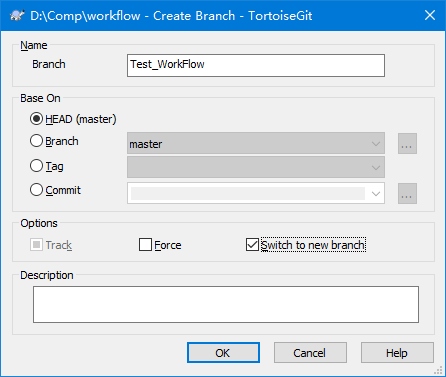 D:\Comp\workflow - Create Branch - TortoiseGit
Name
Branch Test_WorkFlow
Base On
HEAD (master)
Branch master ...
Tag
Commit ...
Options
Track Force Switch to new branch
Description
OK Cancel Help